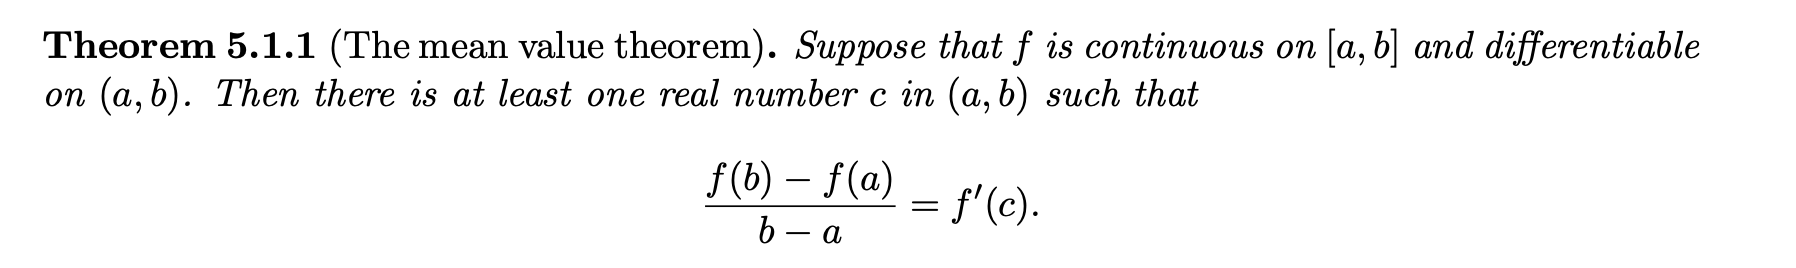 Theorem 5.1.1 (The mean value theorem). Suppose that f is continuous on [a, b] and differentiable
on (a, b). Then there is at least one real number c in (a, b) such that
\frac{f(b) − f(a)}{b − a} = f′(c).